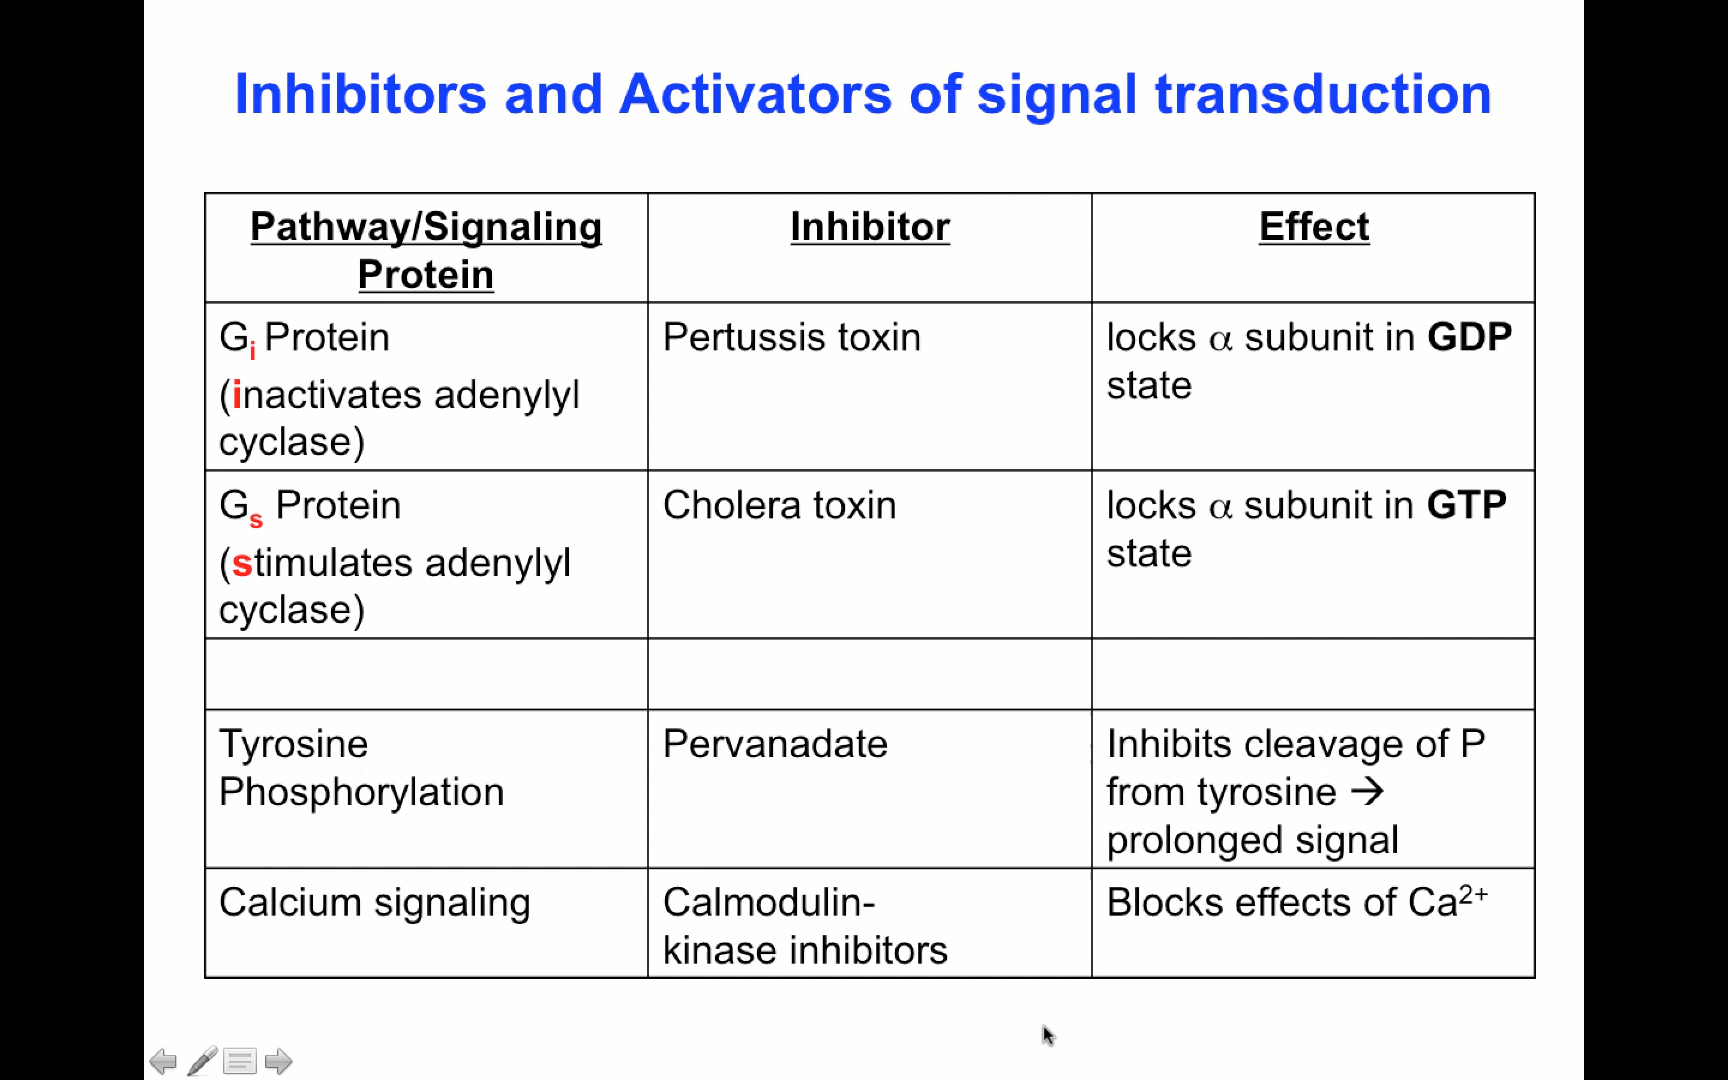 Inhibitors and Activators of signal transduction
Pathway/Signaling
Protein
Inhibitor
Effect
Gi Protein
(inactivates adenylyl
cyclase)
Pertussis toxin
locks α subunit in GDP
state
Gs Protein
(stimulates adenylyl
cyclase)
Cholera toxin
locks α subunit in GTP
state
Tyrosine
Phosphorylation
Pervanadate
Inhibits cleavage of P
from tyrosine →
prolonged signal
Calcium signaling
Calmodulin-
kinase inhibitors
Blocks effects of Ca²⁺